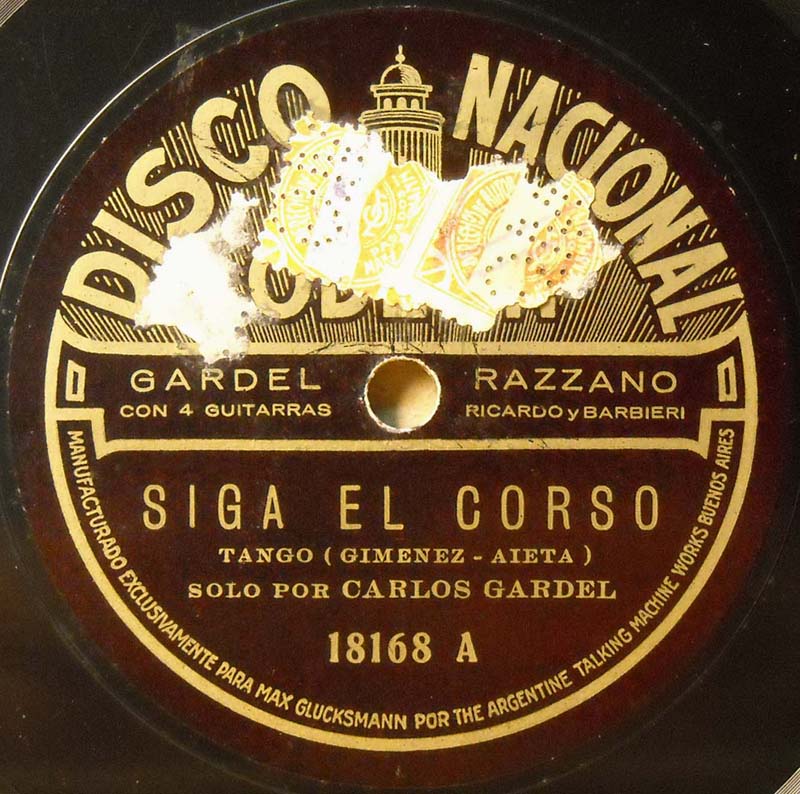 DISCO NACIONAL
GARDEL RAZZANO
CON 4 GUITARRAS RICARDO y BARBIERI
SIGA EL CORSO
TANGO ( GIMENEZ - AIETA )
SOLO POR CARLOS GARDEL
18168 A
MANUFACTURADO EXCLUSIVAMENTE PARA MAX GLUCKSMANN POR THE ARGENTINE TALKING MACHINE WORKS BUENOS AIRES